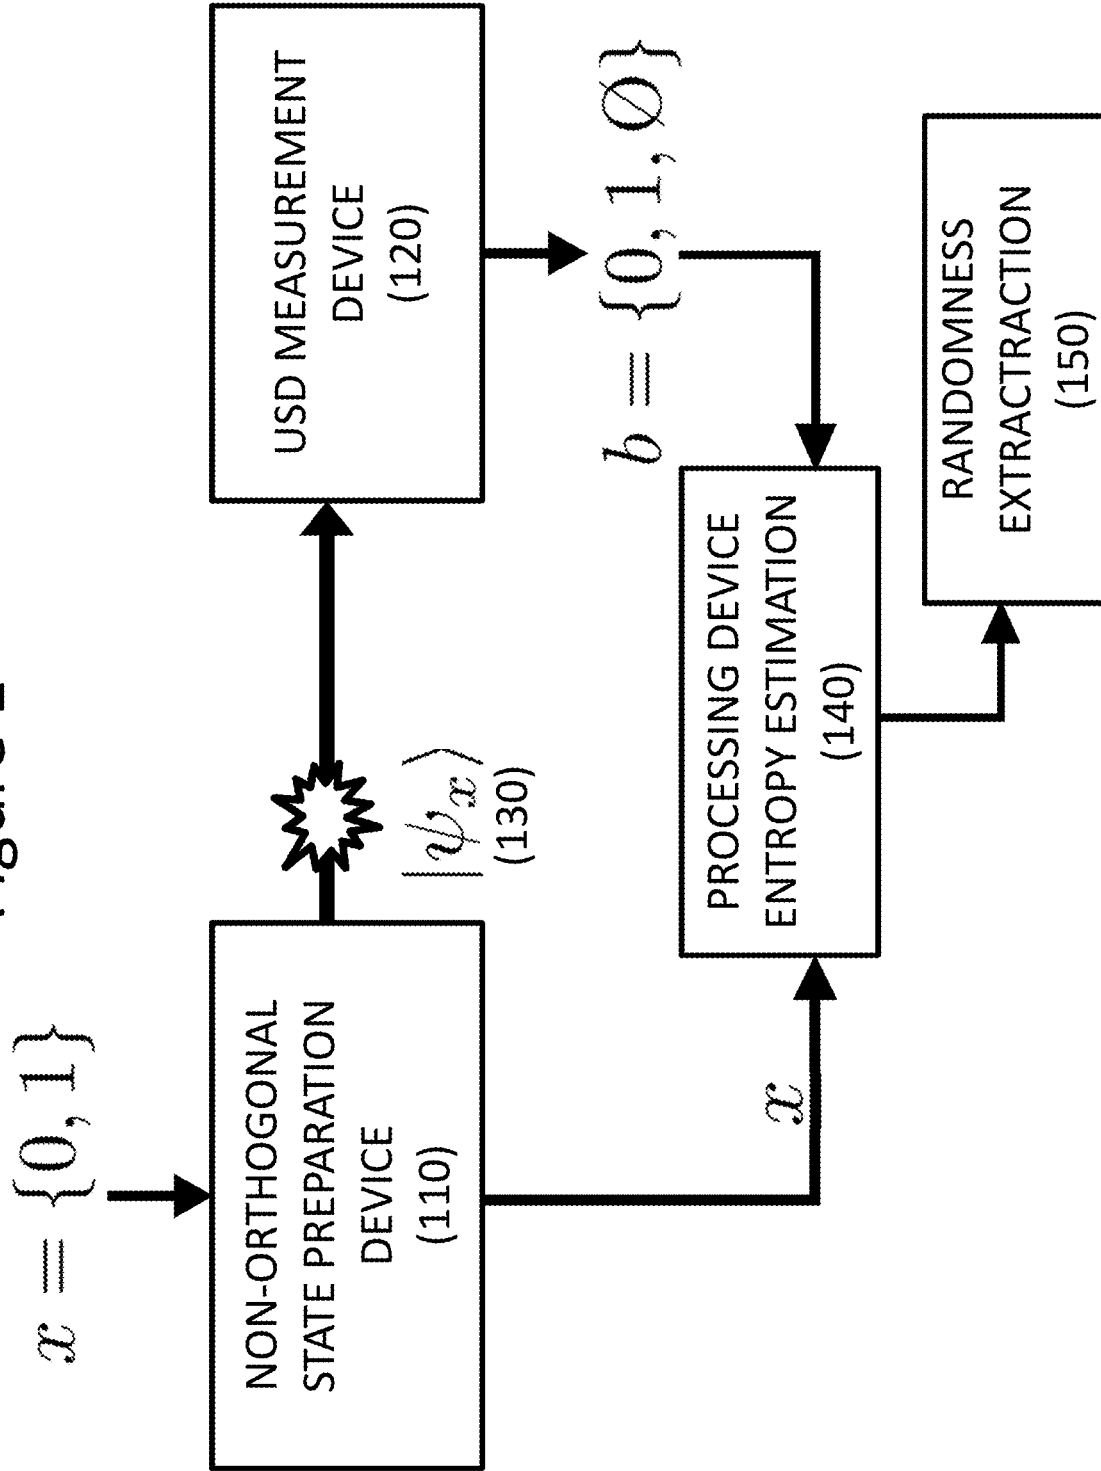 x = {0, 1}
NON-ORTHOGONAL
STATE PREPARATION
DEVICE
(110)
|ψx⟩
(130)
USD MEASUREMENT
DEVICE
(120)
b = {0, 1, Ø}
x
PROCESSING DEVICE
ENTROPY ESTIMATION
(140)
RANDOMNESS
EXTRACTRACTION
(150)